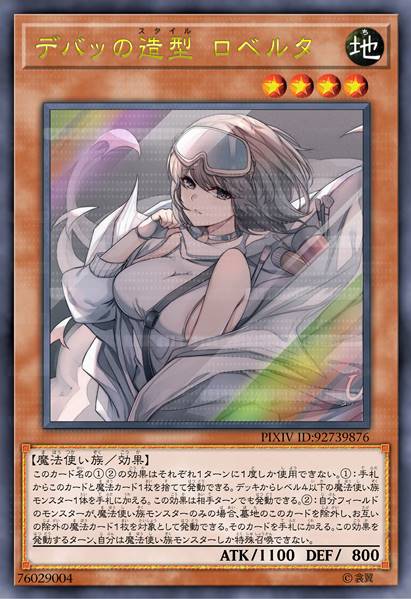 デバッの造型 ロベルタ
スタイル
地
ち
PIXIV ID:92739876
【魔法使い族／効果】
このカード名の①②の効果はそれぞれ1ターンに1度しか使用できない。①：手札
からこのカードと魔法カード1枚を捨てて発動できる。デッキからレベル4以下の魔法使い族
モンスター1体を手札に加える。この効果は相手ターンでも発動できる。②：自分フィールド
のモンスターが、魔法使い族モンスターのみの場合、墓地のこのカードを除外し、お互い
の除外の魔法カード1枚を対象として発動できる。そのカードを手札に加える。この効果を
発動するターン、自分は魔法使い族モンスターしか特殊召喚できない。
ATK/1100 DEF/ 800
76029004
©袁翼